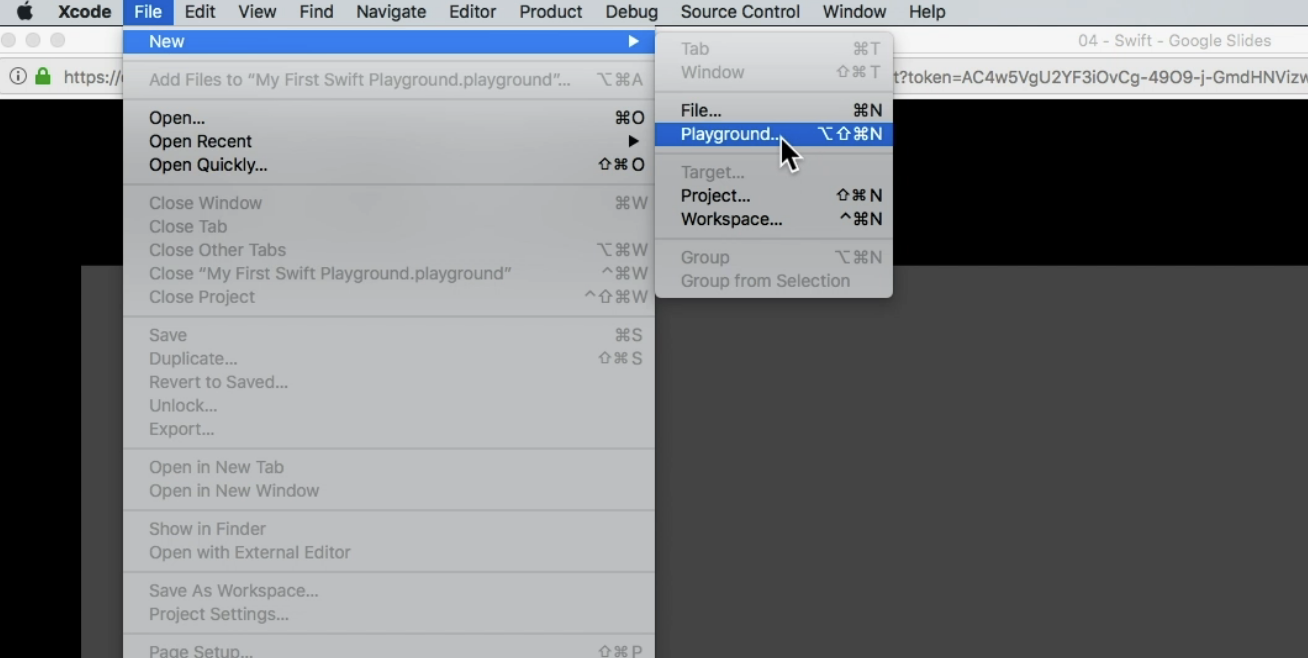 Xcode File Edit View Find Navigate Editor Product Debug Source Control Window Help
04 - Swift - Google Slides
https://
t?token=AC4w5VgU2YF3iOvCg-49O9-j-GmdHNVizw
New ▶
Add Files to “My First Swift Playground.playground”... ⌥⌘A
Open... ⌘O
Open Recent ▶
Open Quickly... ⇧⌘O
Close Window ⌘W
Close Tab
Close Other Tabs ⌥⌘W
Close “My First Swift Playground.playground” ^⌘W
Close Project ^⇧⌘W
Save ⌘S
Duplicate... ⇧⌘S
Revert to Saved...
Unlock...
Export...
Open in New Tab
Open in New Window
Show in Finder
Open with External Editor
Save As Workspace...
Project Settings...
Page Setup... ⇧⌘P
Tab ⌘T
Window ⇧⌘T
File... ⌘N
Playground... ⌥⇧⌘N
Target...
Project... ⇧⌘N
Workspace... ^⌘N
Group ⌥⌘N
Group from Selection